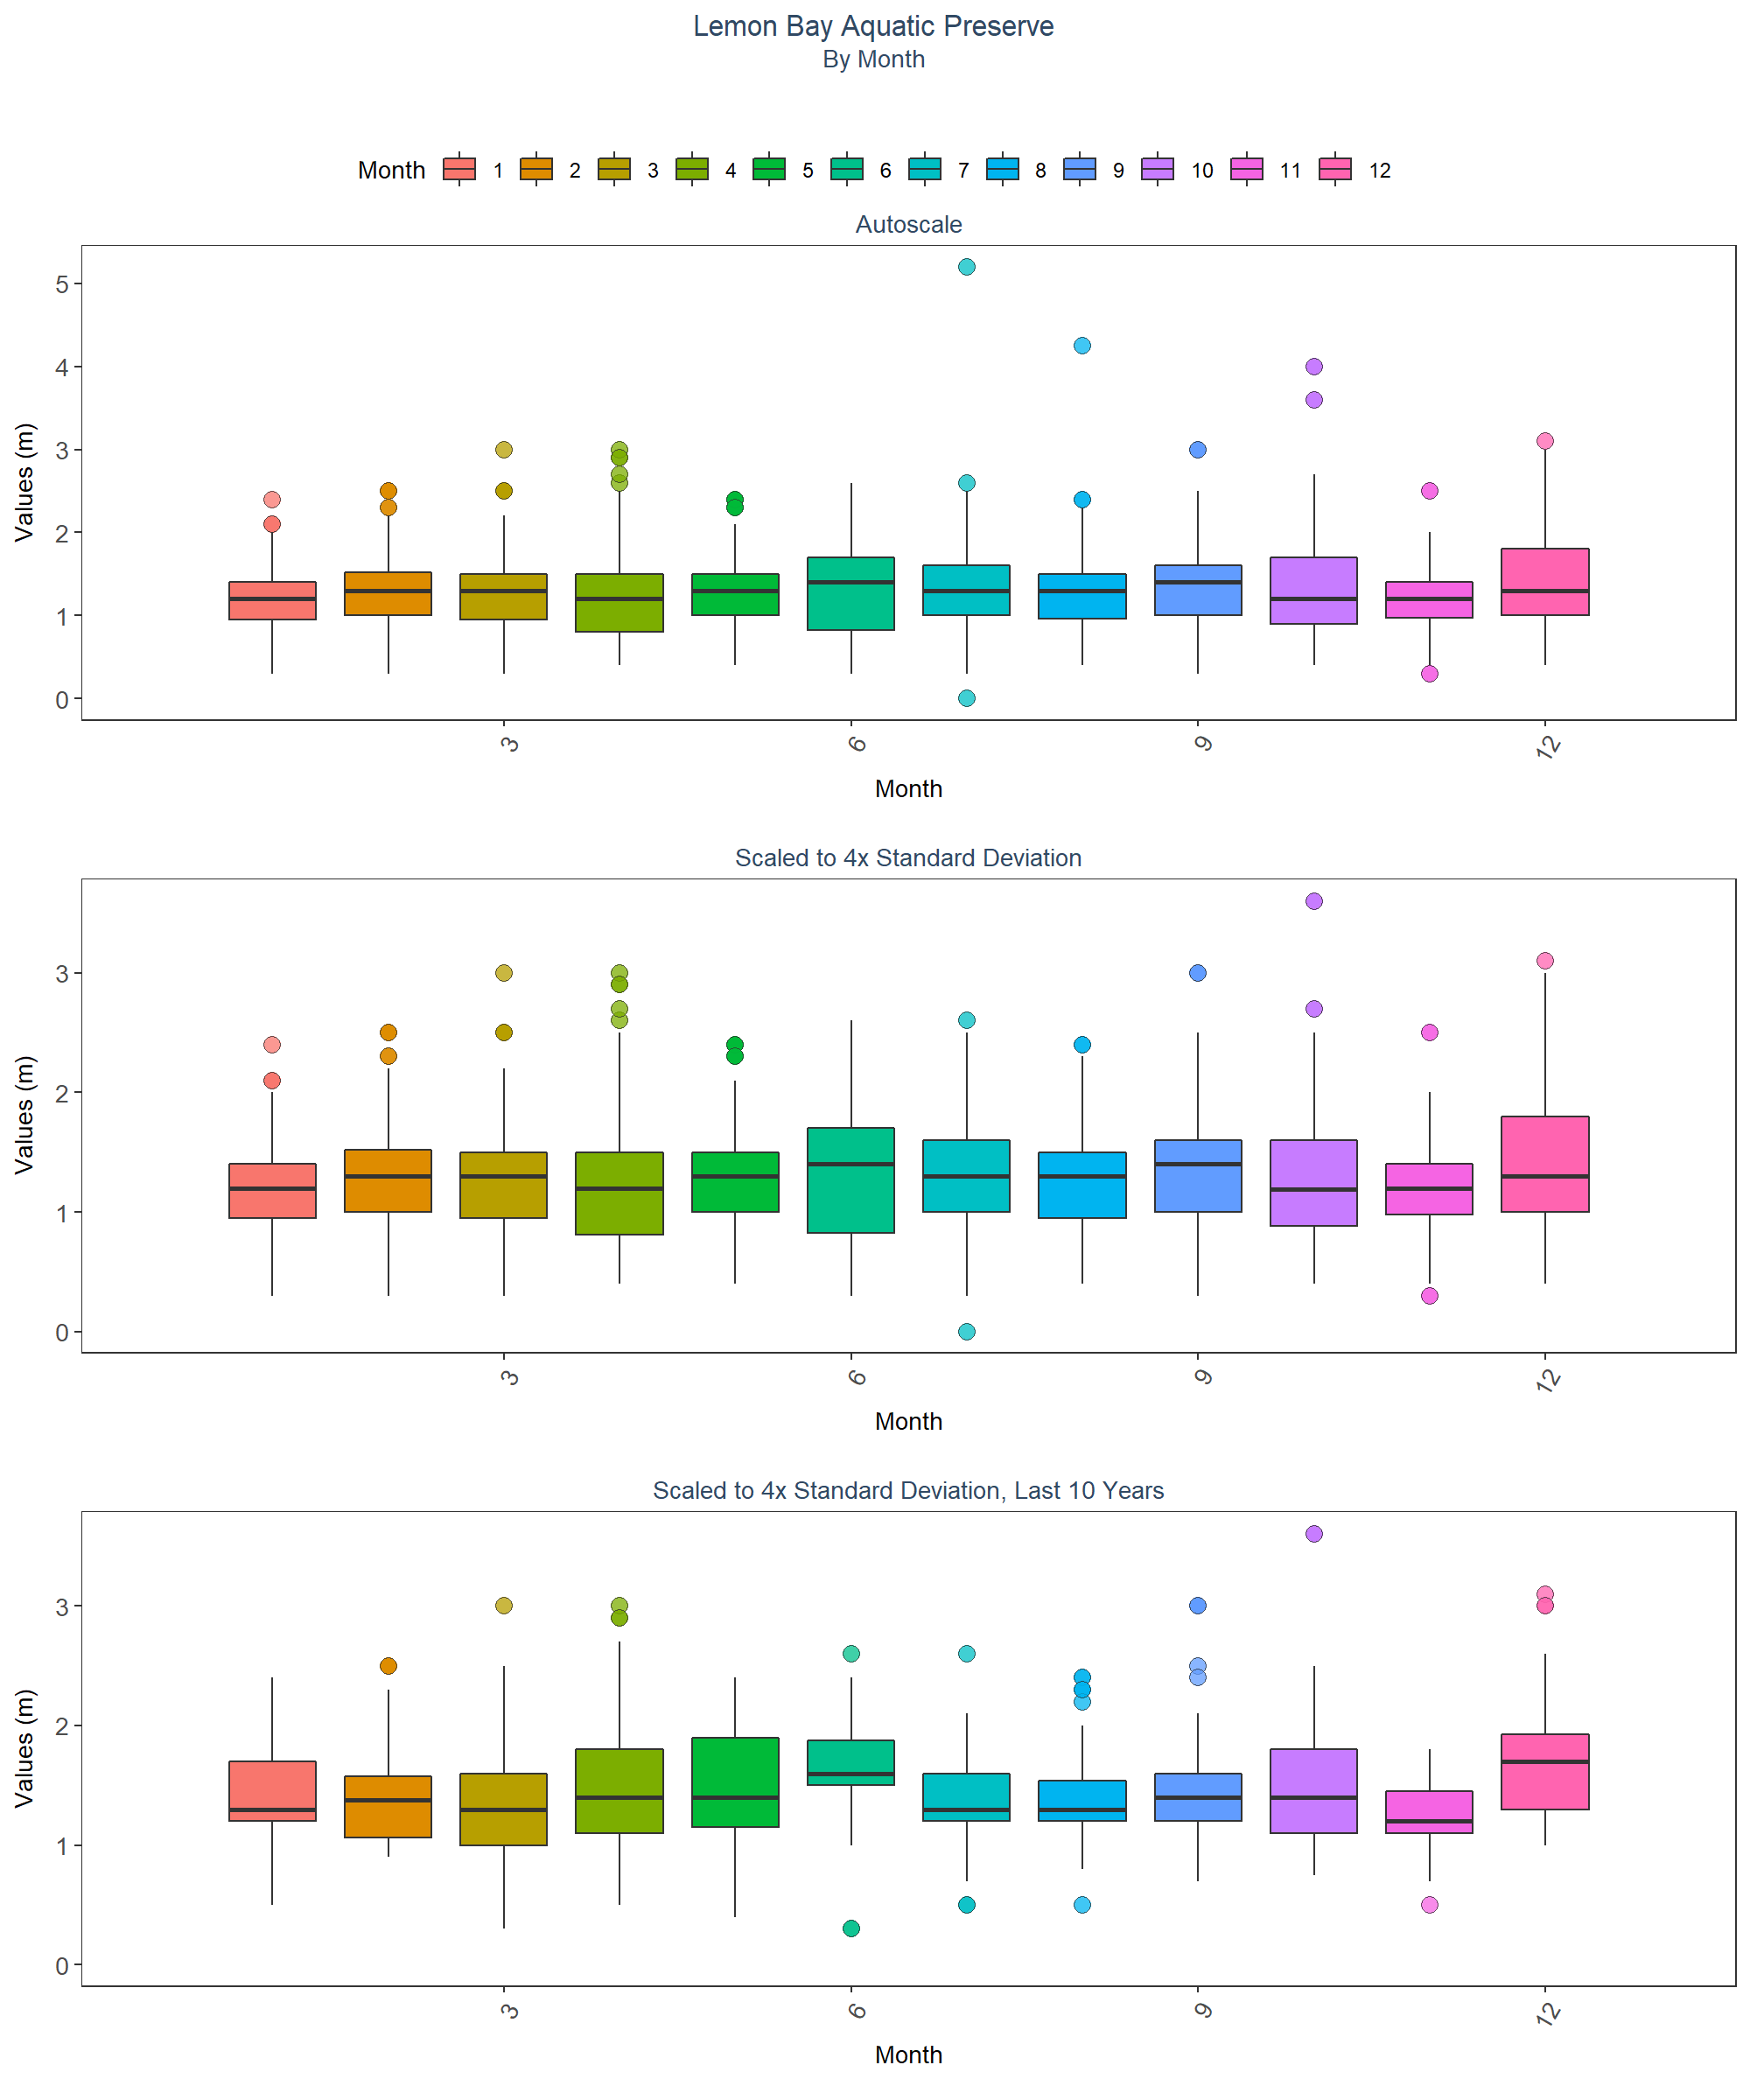 Lemon Bay Aquatic Preserve
By Month
Month 1 2 3 4 5 6 7 8 9 10 11 12
Autoscale
Values (m)
5
4
3
2
1
0
3 6 9 12
Month
Scaled to 4x Standard Deviation
Values (m)
3
2
1
0
3 6 9 12
Month
Scaled to 4x Standard Deviation, Last 10 Years
Values (m)
3
2
1
0
3 6 9 12
Month